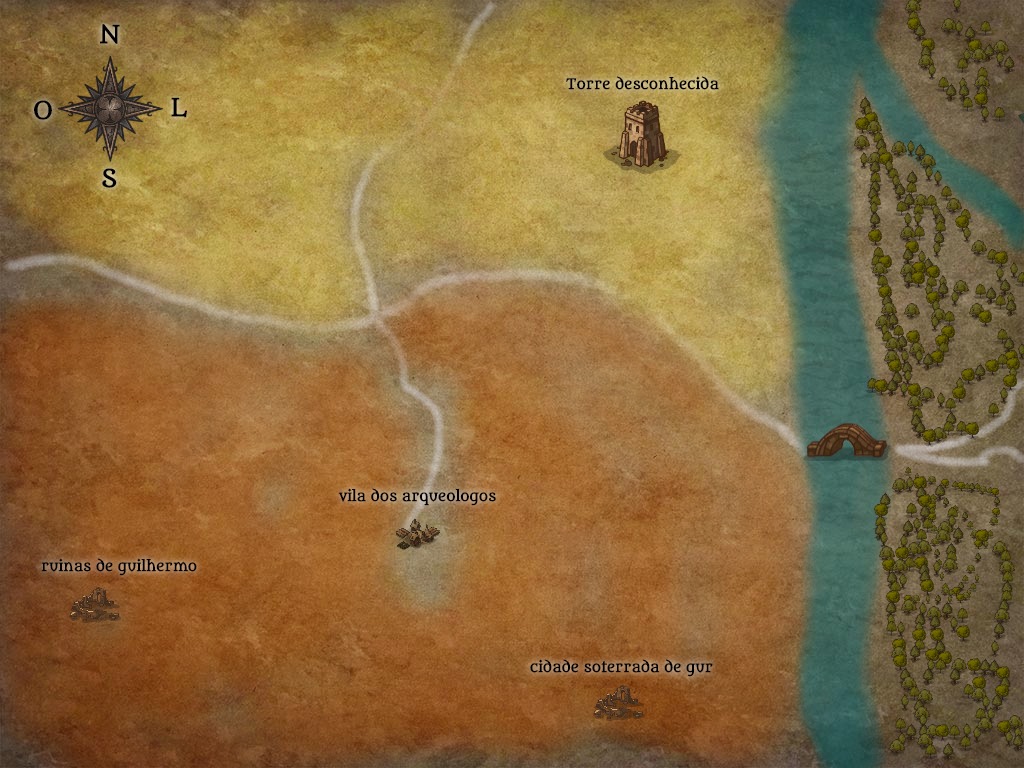 N
O
L
S
Torre desconhecida
vila dos arqueologos
ruinas de guilhermo
cidade soterrada de gur